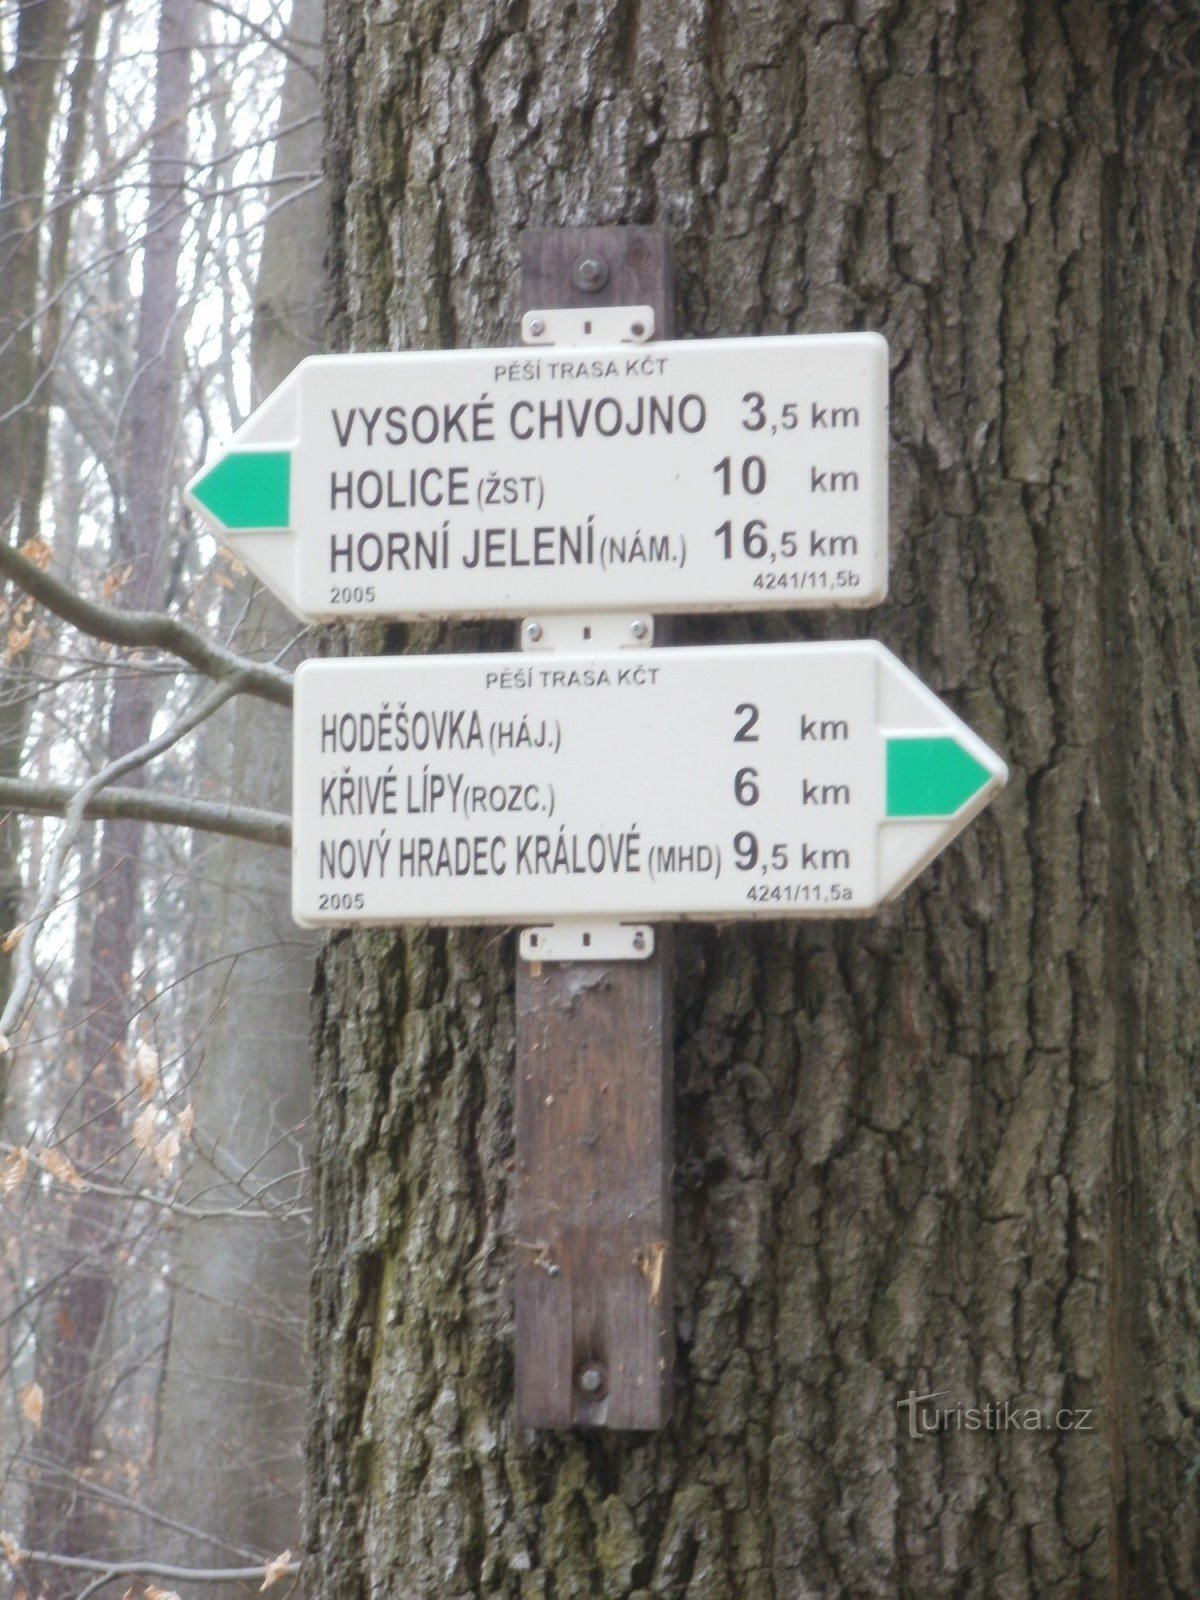 PĚŠÍ TRASA KČT
VYSOKÉ CHVOJNO 3,5 km
HOLICE (ŽST) 10 km
HORNÍ JELENÍ (NÁM.) 16,5 km
2005 4241/11,5b
PĚŠÍ TRASA KČT
HODĚŠOVKA (HÁJ.) 2 km
KŘIVÉ LÍPY (ROZC.) 6 km
NOVÝ HRADEC KRÁLOVÉ (MHD) 9,5 km
2005 4241/11,5a
Turistika.cz